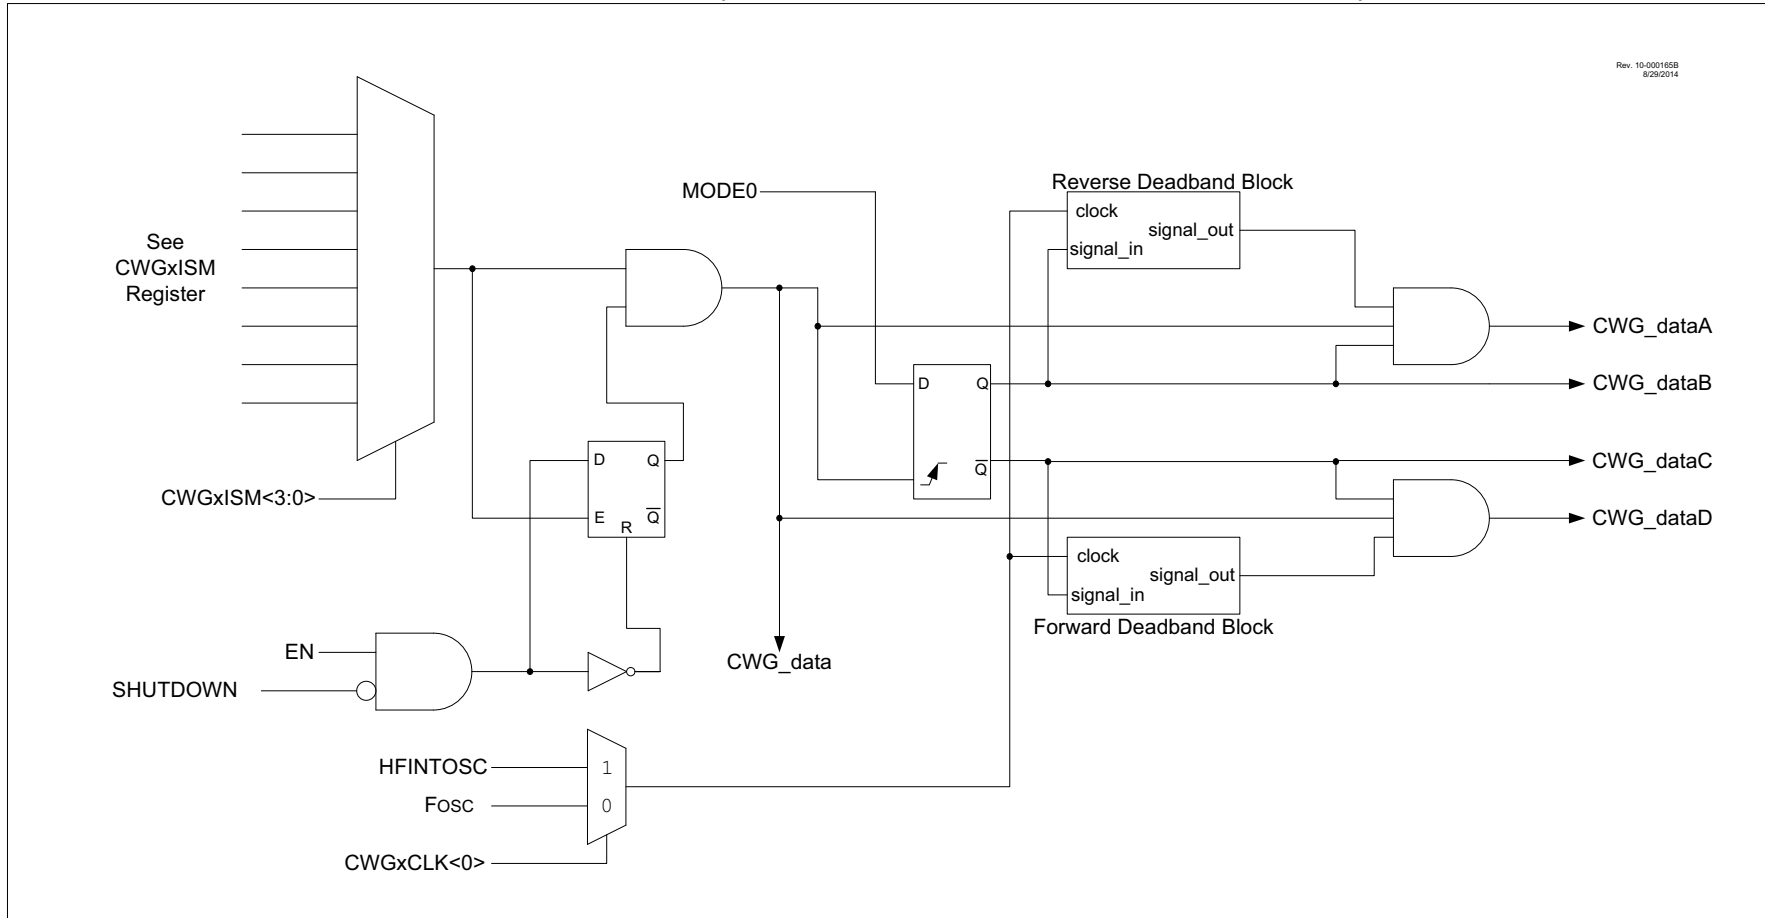 Rev. 10-000165B
8/29/2014
See
CWGxISM
Register
CWGxISM<3:0>
MODE0
Reverse Deadband Block
clock
signal_in
signal_out
D
Q
Q
CWG_dataA
CWG_dataB
CWG_dataC
CWG_dataD
D
Q
E
R
Q
clock
signal_in
signal_out
Forward Deadband Block
EN
SHUTDOWN
CWG_data
HFINTOSC
1
FOSC
0
CWGxCLK<0>